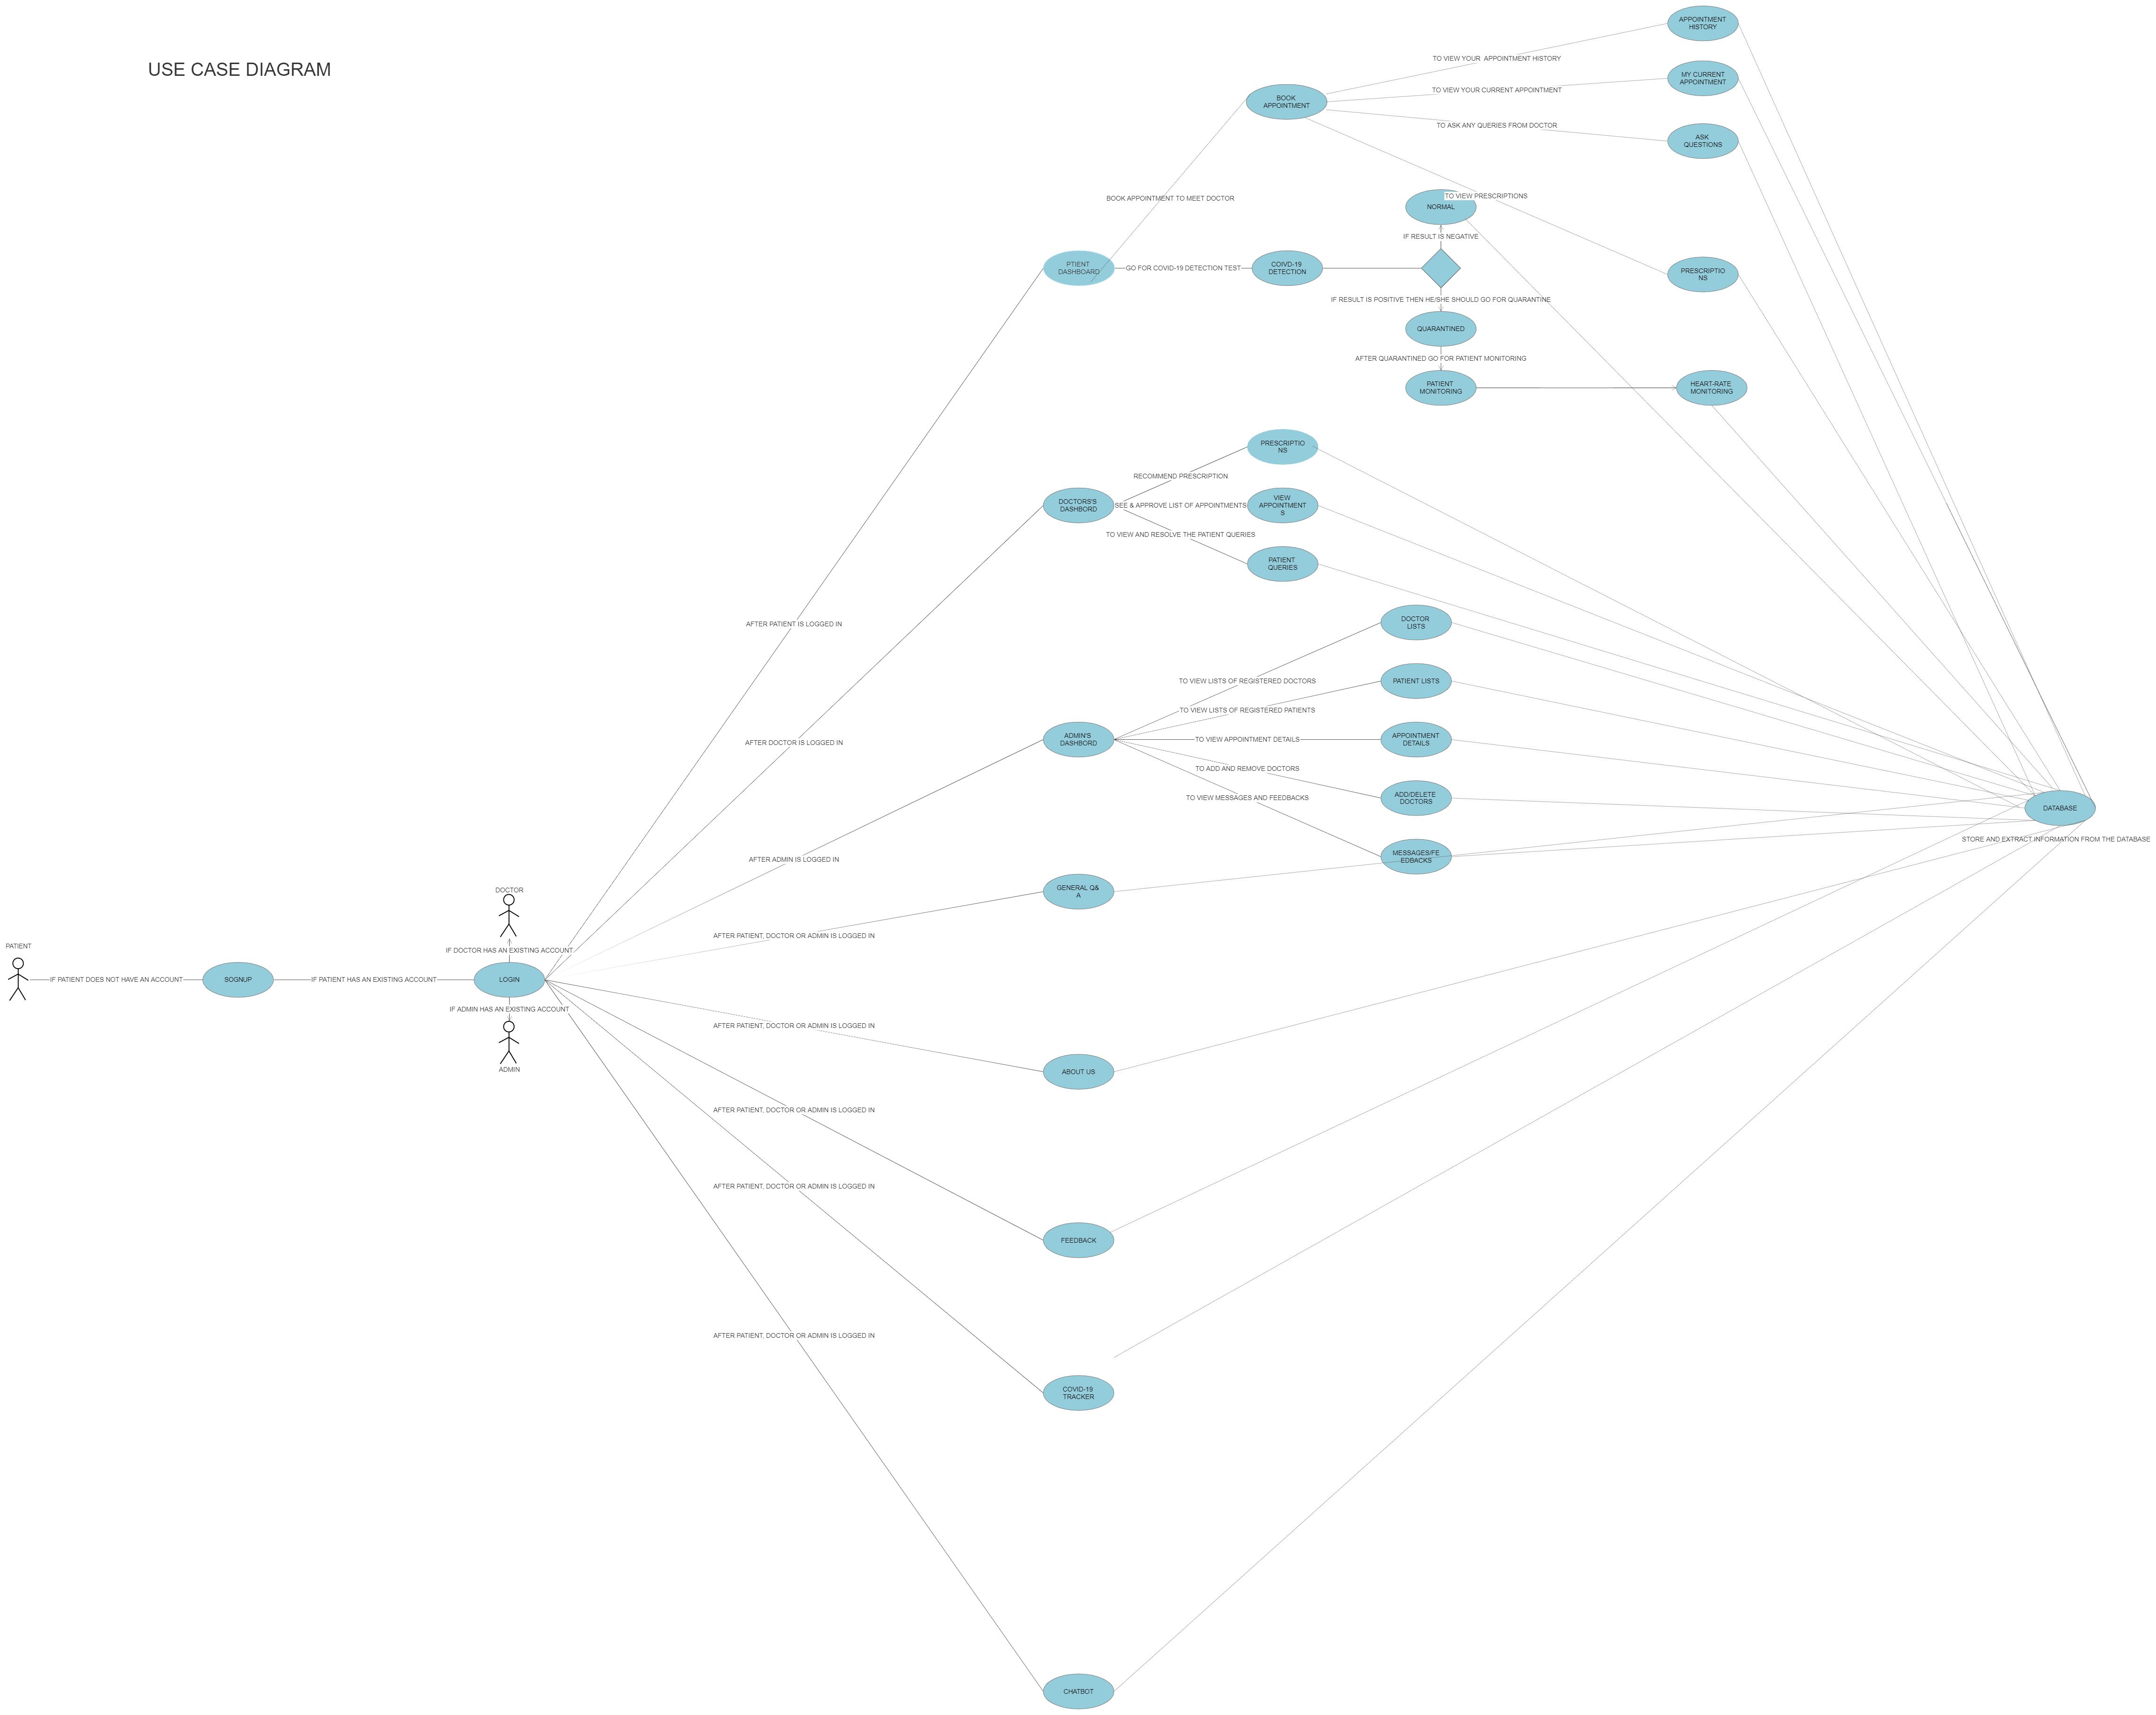 USE CASE DIAGRAM
APPOINTMENT
HISTORY
TO VIEW YOUR  APPOINTMENT HISTORY
MY CURRENT
APPOINTMENT
TO VIEW YOUR CURRENT APPOINTMENT
BOOK
APPOINTMENT
TO ASK ANY QUERIES FROM DOCTOR
ASK
QUESTIONS
BOOK APPOINTMENT TO MEET DOCTOR
TO VIEW PRESCRIPTIONS
NORMAL
IF RESULT IS NEGATIVE
PTIENT
DASHBOARD
GO FOR COVID-19 DETECTION TEST
COIVD-19
DETECTION
PRESCRIPTIO
NS
IF RESULT IS POSITIVE THEN HE/SHE SHOULD GO FOR QUARANTINE
QUARANTINED
AFTER QUARANTINED GO FOR PATIENT MONITORING
PATIENT
MONITORING
HEART-RATE
MONITORING
PRESCRIPTIO
NS
RECOMMEND PRESCRIPTION
DOCTORS'S
DASHBORD
SEE & APPROVE LIST OF APPOINTMENTS
VIEW
APPOINTMENT
S
TO VIEW AND RESOLVE THE PATIENT QUERIES
PATIENT
QUERIES
AFTER PATIENT IS LOGGED IN
DOCTOR
LISTS
TO VIEW LISTS OF REGISTERED DOCTORS
PATIENT LISTS
TO VIEW LISTS OF REGISTERED PATIENTS
AFTER DOCTOR IS LOGGED IN
ADMIN'S
DASHBORD
TO VIEW APPOINTMENT DETAILS
APPOINTMENT
DETAILS
TO ADD AND REMOVE DOCTORS
TO VIEW MESSAGES AND FEEDBACKS
ADD/DELETE
DOCTORS
DATABASE
STORE AND EXTRACT INFORMATION FROM THE DATABASE
AFTER ADMIN IS LOGGED IN
MESSAGES/FE
EDBACKS
DOCTOR
GENERAL Q&
A
AFTER PATIENT, DOCTOR OR ADMIN IS LOGGED IN
PATIENT
IF DOCTOR HAS AN EXISTING ACCOUNT
IF PATIENT DOES NOT HAVE AN ACCOUNT
SOGNUP
IF PATIENT HAS AN EXISTING ACCOUNT
LOGIN
IF ADMIN HAS AN EXISTING ACCOUNT
AFTER PATIENT, DOCTOR OR ADMIN IS LOGGED IN
ADMIN
ABOUT US
AFTER PATIENT, DOCTOR OR ADMIN IS LOGGED IN
AFTER PATIENT, DOCTOR OR ADMIN IS LOGGED IN
FEEDBACK
AFTER PATIENT, DOCTOR OR ADMIN IS LOGGED IN
COVID-19
TRACKER
CHATBOT